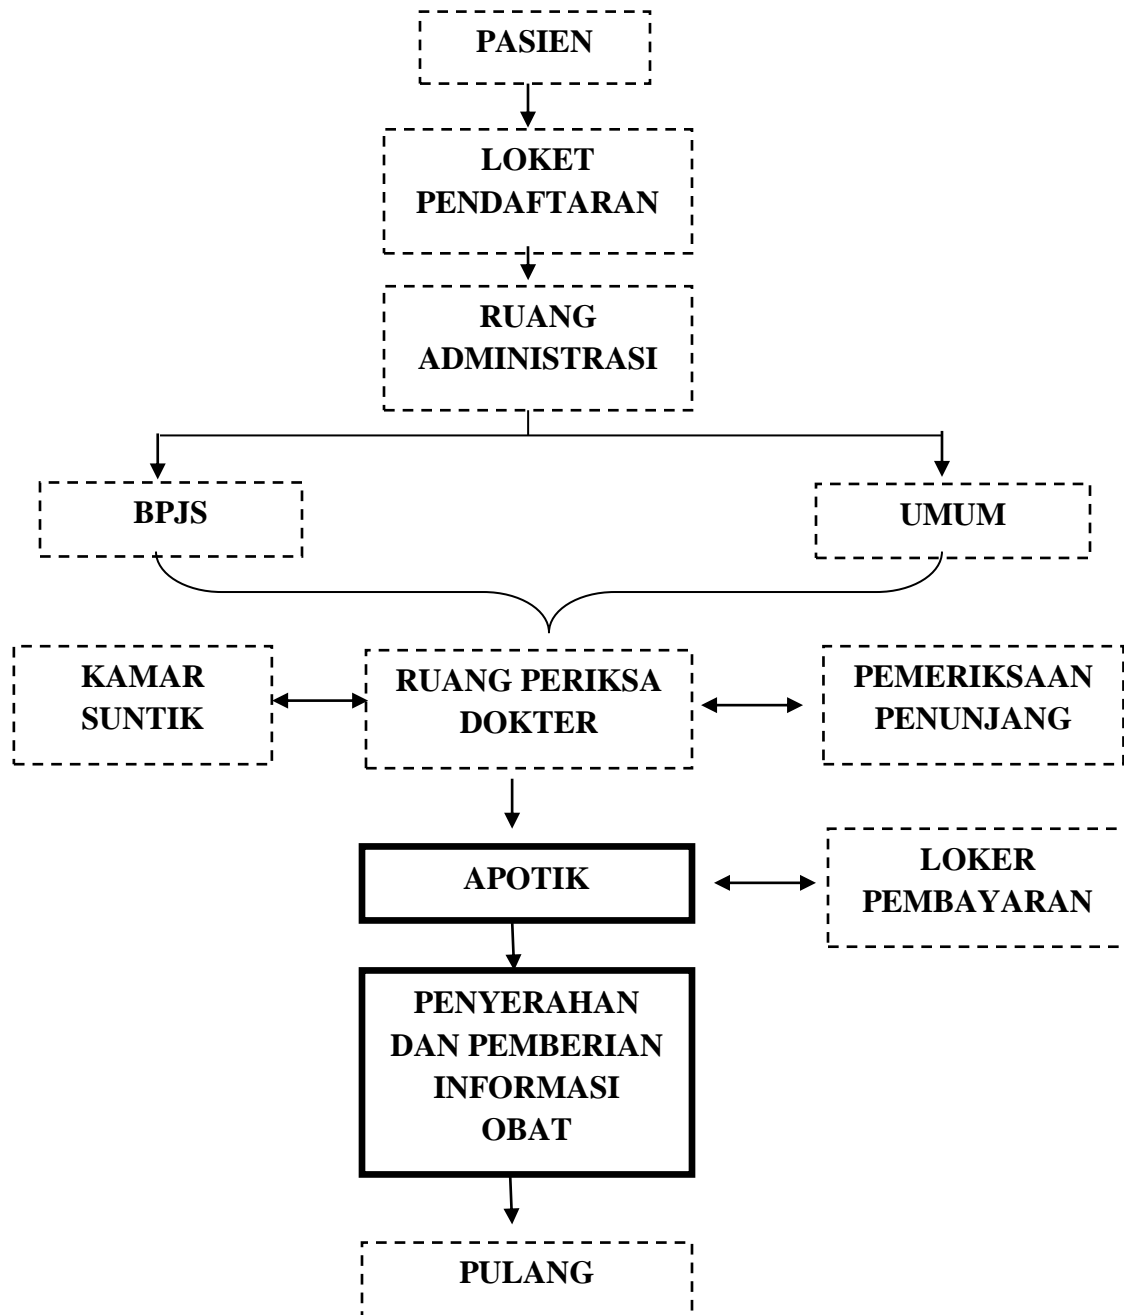 PASIEN
LOKET
PENDAFTARAN
RUANG
ADMINISTRASI
BPJS
UMUM
KAMAR
SUNTIK
RUANG PERIKSA
DOKTER
PEMERIKSAAN
PENUNJANG
APOTIK
LOKER
PEMBAYARAN
PENYERAHAN
DAN PEMBERIAN
INFORMASI
OBAT
PULANG